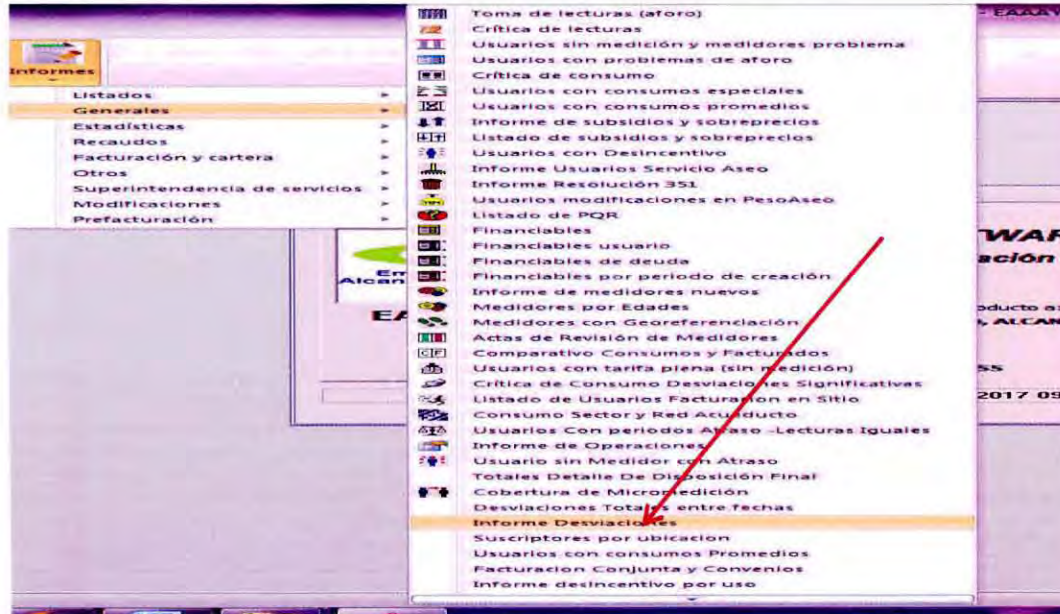 Informes
Listados
Generales
Estadísticas
Recaudos
Facturación y cartera
Otros
Superintendencia de servicios
Modificaciones
Prefacturación
Toma de lecturas (aforo)
Crítica de lecturas
Usuarios sin medición y medidores problema
Usuarios con problemas de aforo
Crítica de consumo
Usuarios con consumos especiales
Usuarios con consumos promedios
Informe de subsidios y sobreprecios
Listado de subsidios y sobreprecios
Usuarios con Desincentivo
Informe Usuarios Servicio Aseo
Informe Resolución 351
Usuarios modificaciones en PesoAseo
Listado de PQR
Financiables
Financiables usuario
Financiables de deuda
Financiables por periodo de creación
Informe de medidores nuevos
Medidores por Edades
Medidores con Georeferenciación
Actas de Revisión de Medidores
Comparativo Consumos y Facturados
Usuarios con tarifa plena (sin medición)
Crítica de Consumo Desviaciones Significativas
Listado de Usuarios Facturacion en Sitio
Consumo Sector y Red Acueducto
Usuarios Con periodos Atraso -Lecturas Iguales
Informe de Operaciones
Usuario sin Medidor con Atraso
Totales Detalle De Disposición Final
Cobertura de Micromedición
Desviaciones Totales entre fechas
Informe Desviaciones
Suscriptores por ubicacion
Usuarios con consumos Promedios
Facturacion Conjunta y Convenios
Informe desincentivo por uso
- EAAAY
Em
Alcan
EA
WAR
ación
oducto a
, ALCAN
SS
2017 09